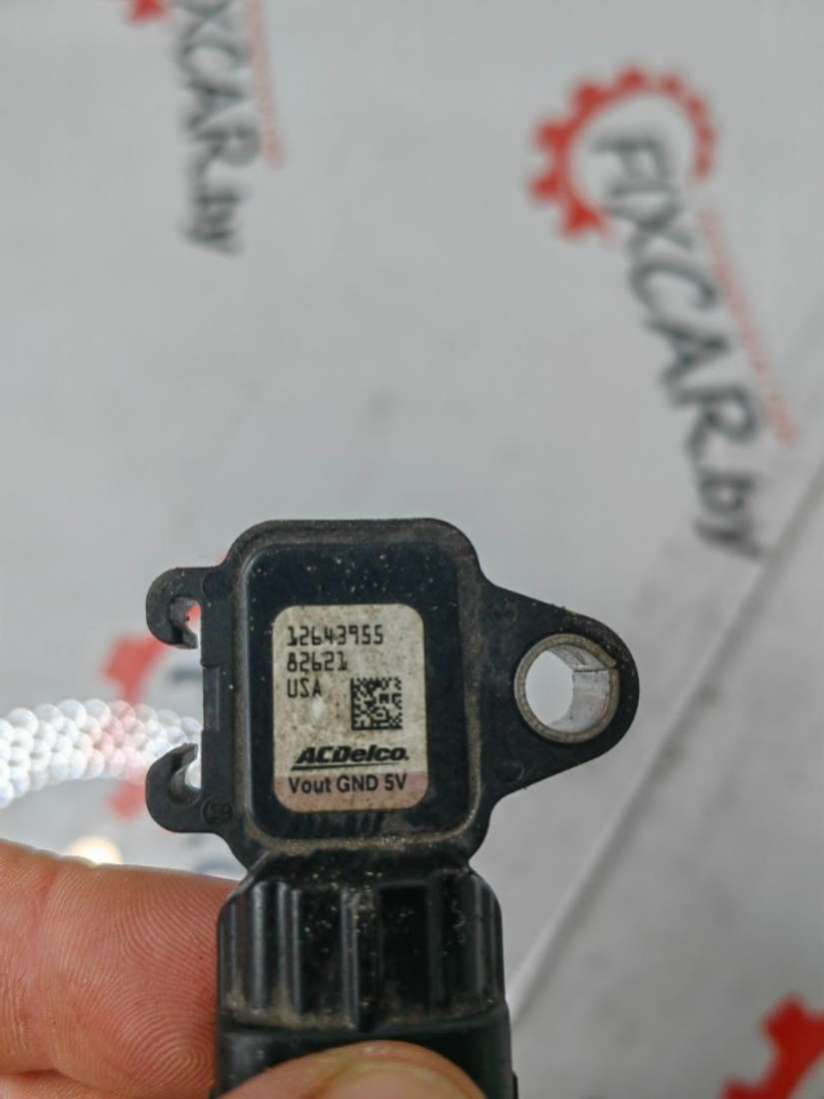 FIXCAR.by
FIXCAR.by
12643955
82621
USA
ACDelco
Vout GND 5V